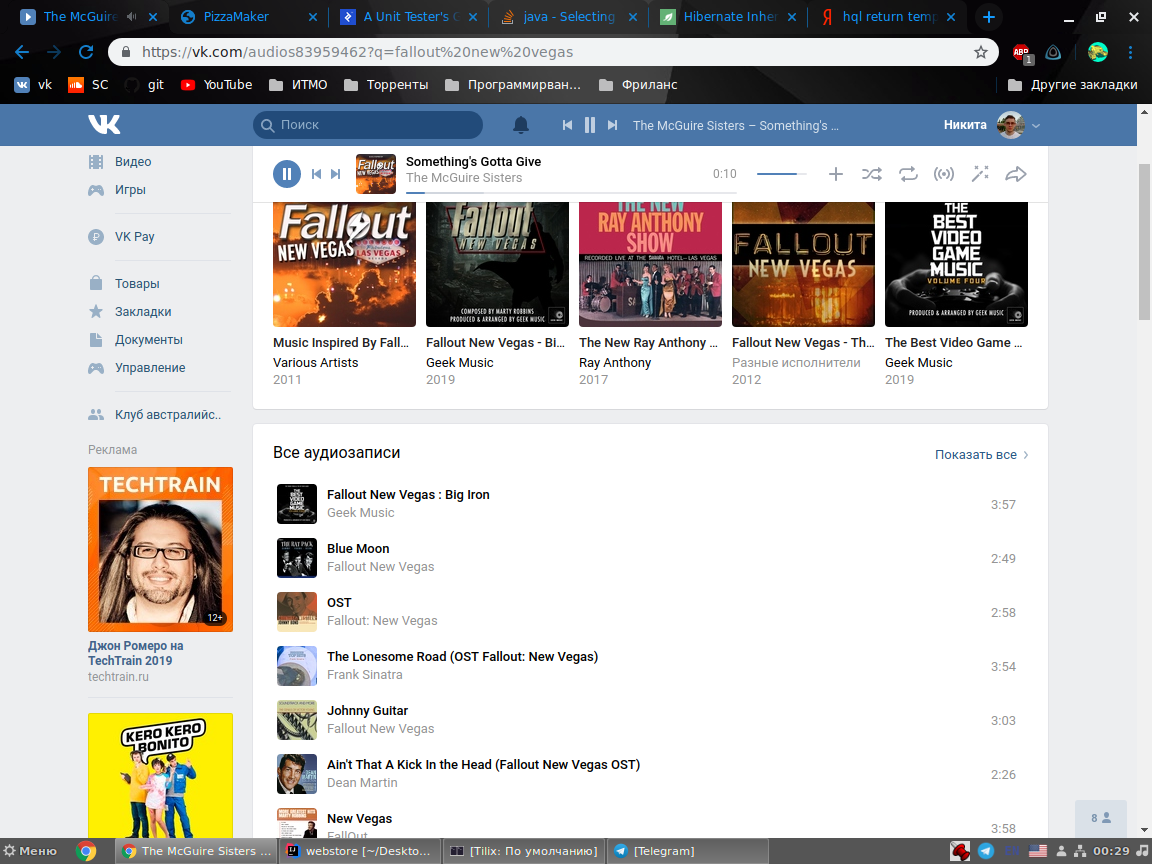 The McGuire
PizzaMaker
A Unit Tester's G
java - Selecting
Hibernate Inher
hql return temp
https://vk.com/audios83959462?q=fallout%20new%20vegas
ABP
1
vk
SC
git
YouTube
ИТМО
Торренты
Программирван...
Фриланс
Другие закладки
Поиск
The McGuire Sisters – Something's ...
Никита
Видео
Игры
VK Pay
Товары
Закладки
Документы
Управление
Клуб австралийс..
Реклама
TECHTRAIN
12+
Джон Ромеро на
TechTrain 2019
techtrain.ru
KERO KERO
BONITO
Something's Gotta Give
The McGuire Sisters
0:10
Fallout
NEW VEGAS
LAS VEGAS
Music Inspired By Fall...
Various Artists
2011
Fallout
NEW VEGAS
COMPOSED BY MARTY ROBBINS
PRODUCED & ARRANGED BY GEEK MUSIC
Fallout New Vegas - Bi...
Geek Music
2019
THE NEW
RAY ANTHONY
SHOW
RECORDED LIVE AT THE SAHARA HOTEL—LAS VEGAS
The New Ray Anthony ...
Ray Anthony
2017
FALLOUT
NEW VEGAS
Fallout New Vegas - Th...
Разные исполнители
2012
THE
BEST
VIDEO
GAME
MUSIC
VOLUME FOUR
PRODUCED & ARRANGED BY GEEK MUSIC
The Best Video Game ...
Geek Music
2019
Все аудиозаписи
Показать все
Fallout New Vegas : Big Iron
Geek Music
3:57
Blue Moon
Fallout New Vegas
2:49
OST
Fallout: New Vegas
2:58
The Lonesome Road (OST Fallout: New Vegas)
Frank Sinatra
3:54
Johnny Guitar
Fallout New Vegas
3:03
Ain't That A Kick In the Head (Fallout New Vegas OST)
Dean Martin
2:26
New Vegas
FallOut
3:58
8
Меню
The McGuire Sisters ...
webstore [~/Deskto...
[Tilix: По умолчанию]
[Telegram]
00:29